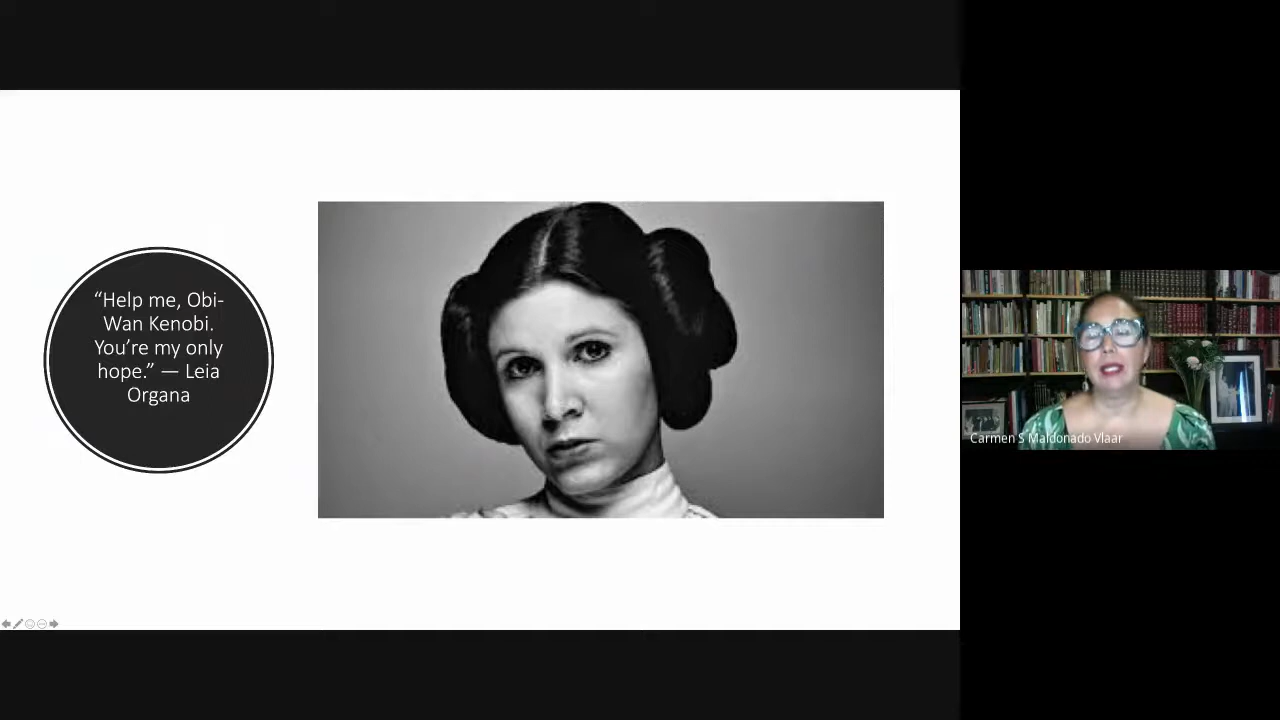 “Help me, Obi-
Wan Kenobi.
You’re my only
hope.” — Leia
Organa
Carmen S Maldonado Vlaar